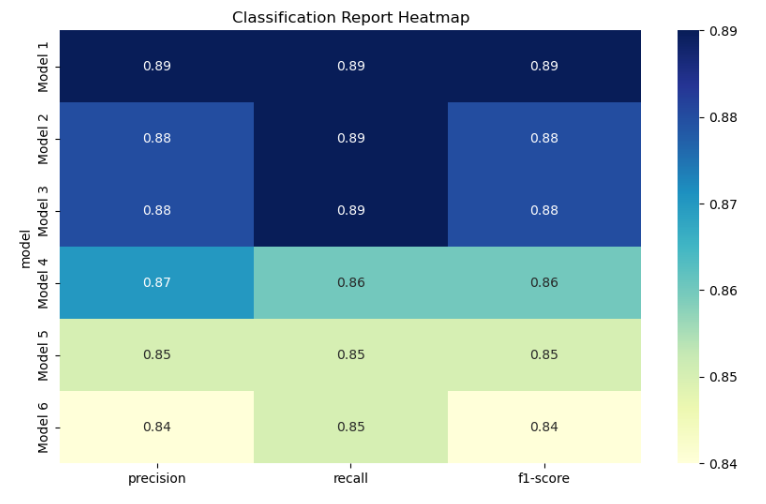 Classification Report Heatmap
model
Model 1 0.89 0.89 0.89
Model 2 0.88 0.89 0.88
Model 3 0.88 0.89 0.88
Model 4 0.87 0.86 0.86
Model 5 0.85 0.85 0.85
Model 6 0.84 0.85 0.84
precision recall f1-score
0.89
0.88
0.87
0.86
0.85
0.84